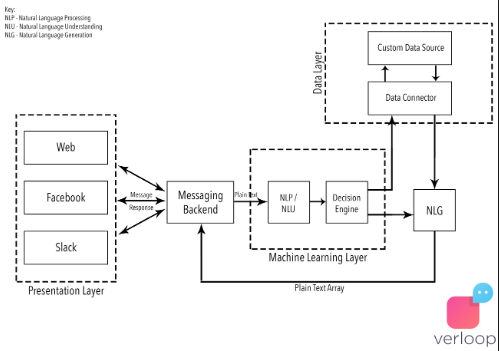 Key:
NLP - Natural Language Processing
NLU - Natural Language Understanding
NLG - Natural Language Generation
Data Layer
Custom Data Source
Data Connector
Web
Facebook
Slack
Presentation Layer
Message
Response
Messaging
Backend
Plain Text
NLP /
NLU
Decision
Engine
Machine Learning Layer
NLG
Plain Text Array
verloop